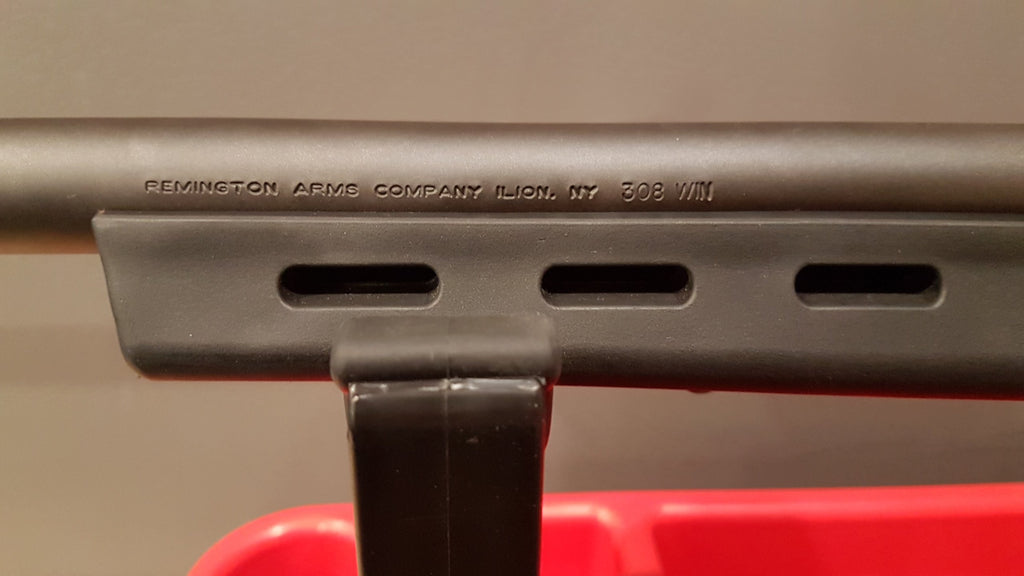 REMINGTON ARMS COMPANY ILION, NY 308 WIN